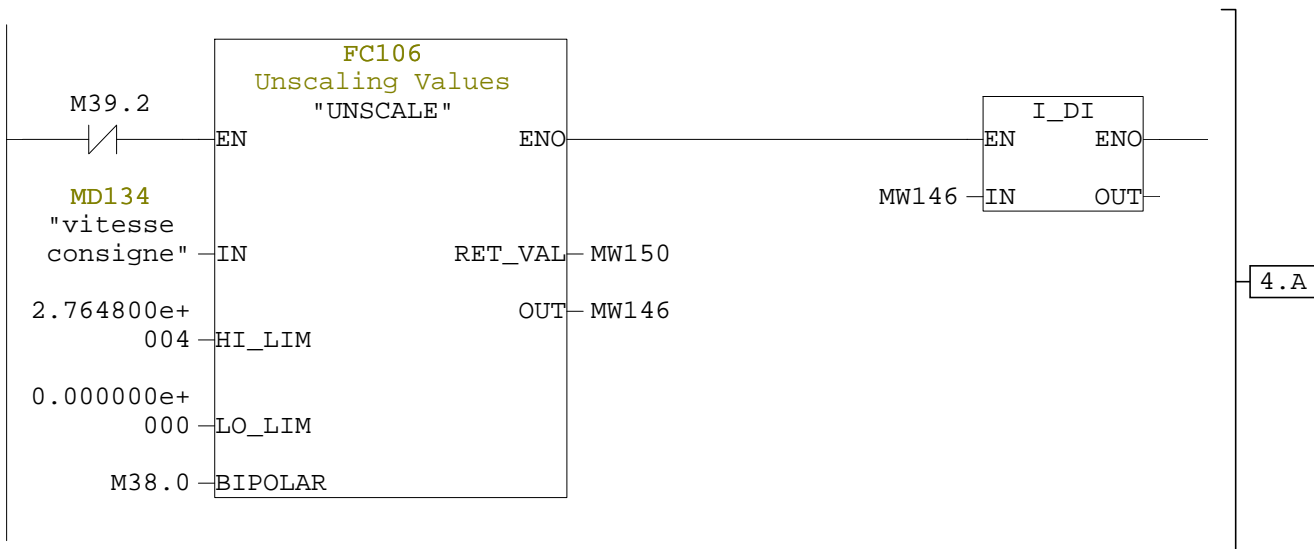 FC106
Unscaling Values
"UNSCALE"
M39.2
EN
ENO
MD134
"vitesse
consigne"
IN
RET_VAL
MW150
2.764800e+
004
HI_LIM
OUT
MW146
0.000000e+
000
LO_LIM
M38.0
BIPOLAR
I_DI
EN
ENO
MW146
IN
OUT
4.A